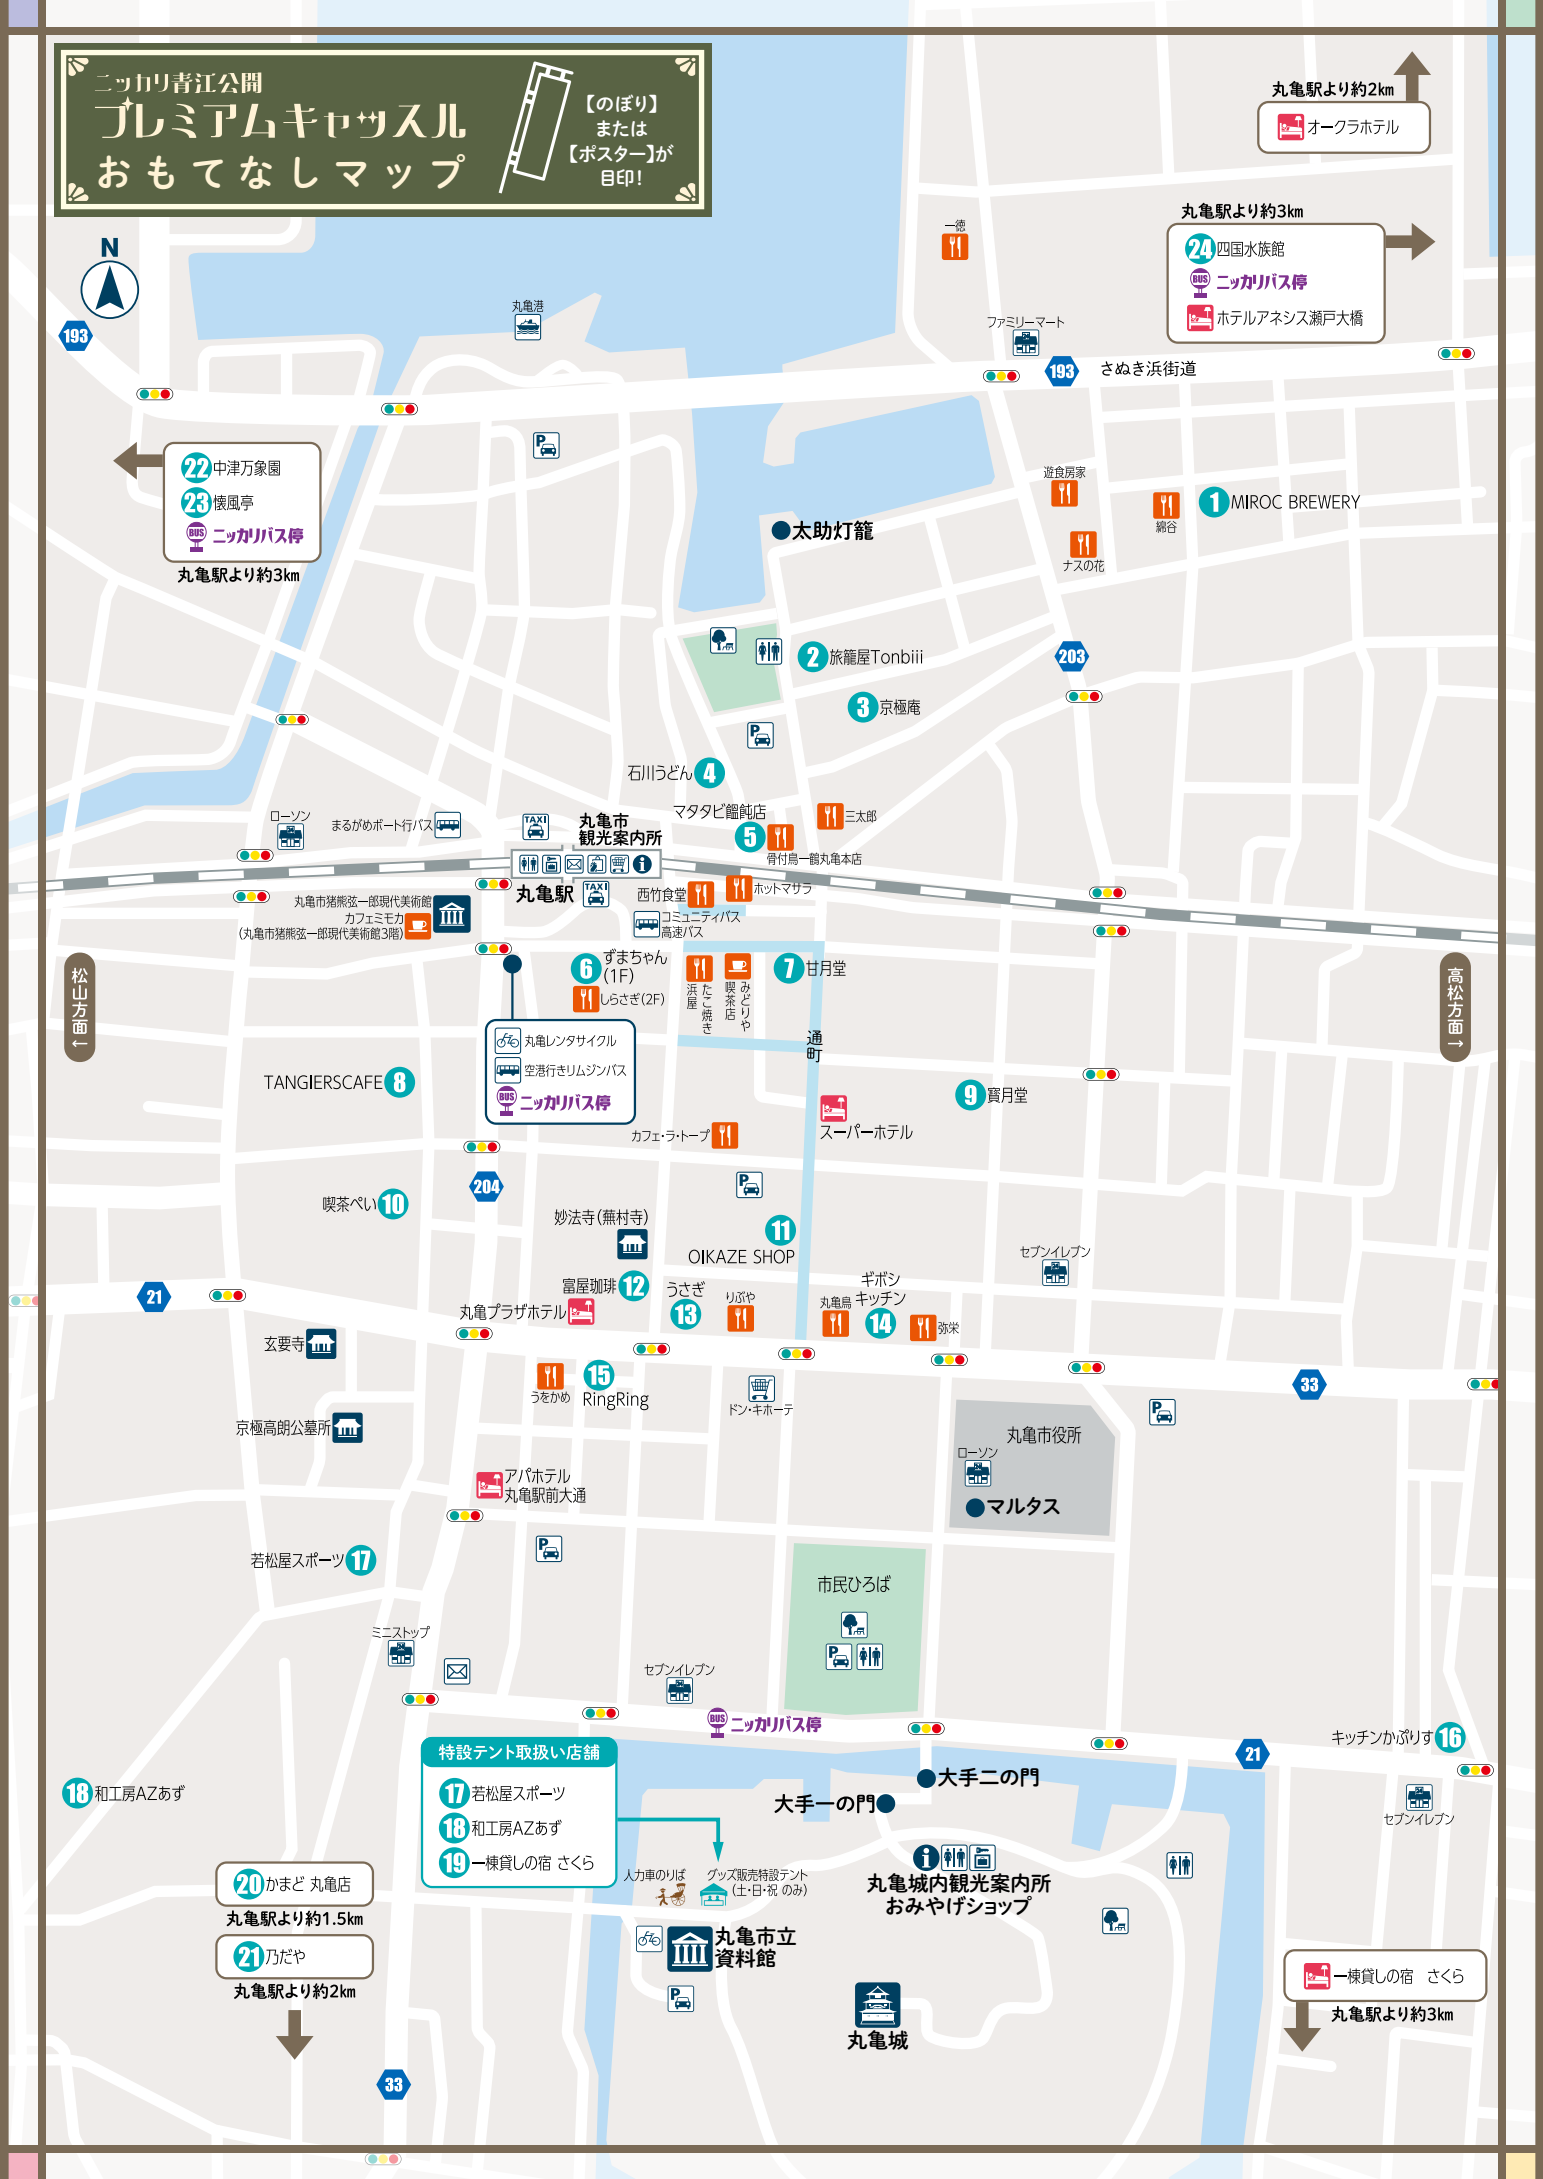 ニッカリ青江公開
プレミアムキャッスル
おもてなしマップ
【のぼり】
または
【ポスター】が
目印!
N
丸亀駅より約2km
オークラホテル
丸亀駅より約3km
24 四国水族館
BUS ニッカリバス停
ホテルアネシス瀬戸大橋
一徳
丸亀港
193
ファミリーマート
193
さぬき浜街道
P
22 中津万象園
23 懐風亭
BUS ニッカリバス停
丸亀駅より約3km
遊食房家
綿谷
1 MIROC BREWERY
ナスの花
太助灯籠
2 旅籠屋Tonbiii
203
3 京極庵
P
石川うどん 4
マタタビ饂飩店
5
三太郎
骨付鳥一鶴丸亀本店
ローソン
まるがめボート行バス
TAXI
丸亀市
観光案内所
丸亀駅
TAXI
西竹食堂
ホットマサラ
コミュニティバス
高速バス
丸亀市猪熊弦一郎現代美術館
カフェミモカ
(丸亀市猪熊弦一郎現代美術館3階)
松山方面←
高松方面→
6 ずまちゃん
(1F)
しらさぎ(2F)
たこ焼き
浜屋
みどりや
喫茶店
7 甘月堂
通町
丸亀レンタサイクル
空港行きリムジンバス
BUS ニッカリバス停
TANGIERSCAFE 8
9 寳月堂
スーパーホテル
カフェ・ラ・トープ
P
204
喫茶ぺい 10
妙法寺(蕪村寺)
11
OIKAZE SHOP
セブンイレブン
富屋珈琲 12
うさぎ
13
りぶや
ギボシ
キッチン
14
丸亀鳥
弥栄
21
丸亀プラザホテル
玄要寺
うをかめ
15
RingRing
ドン・キホーテ
33
P
京極高朗公墓所
丸亀市役所
ローソン
マルタス
アパホテル
丸亀駅前大通
P
若松屋スポーツ 17
市民ひろば
P
ミニストップ
セブンイレブン
BUS ニッカリバス停
キッチンかぷりす 16
21
セブンイレブン
特設テント取扱い店舗
17 若松屋スポーツ
18 和工房AZあず
19 一棟貸しの宿 さくら
18 和工房AZあず
大手二の門
大手一の門
人力車のりば
グッズ販売特設テント
(土・日・祝 のみ)
丸亀城内観光案内所
おみやげショップ
20 かまど 丸亀店
丸亀駅より約1.5km
21 乃だや
丸亀駅より約2km
丸亀市立
資料館
P
丸亀城
一棟貸しの宿 さくら
丸亀駅より約3km
33